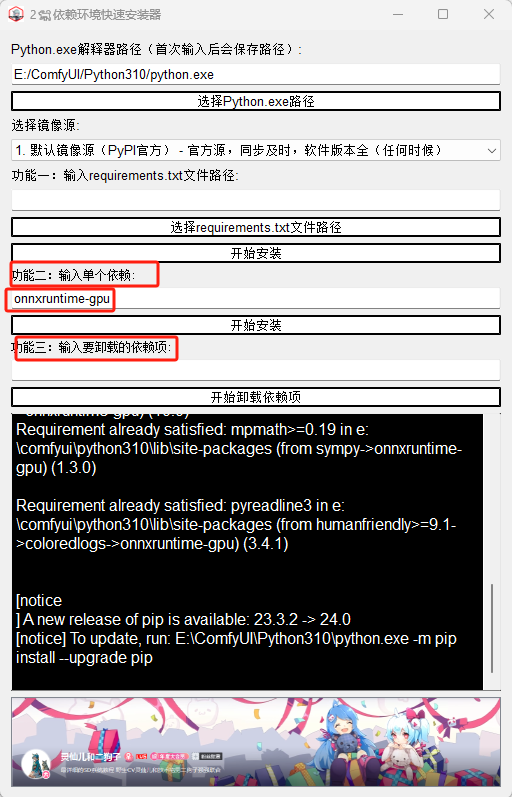 依赖环境快速安装器
Python.exe解释器路径（首次输入后会保存路径）:
E:/ComfyUI/Python310/python.exe
选择Python.exe路径
选择镜像源:
1. 默认镜像源（PyPI官方） - 官方源，同步及时，软件版本全（任何时候）
功能一：输入requirements.txt文件路径:
选择requirements.txt文件路径
开始安装
功能二：输入单个依赖:
onnxruntime-gpu
开始安装
功能三：输入要卸载的依赖项:
开始卸载依赖项
Requirement already satisfied: mpmath>=0.19 in e:
\comfyui\python310\lib\site-packages (from sympy->onnxruntime-
gpu) (1.3.0)
Requirement already satisfied: pyreadline3 in e:
\comfyui\python310\lib\site-packages (from humanfriendly>=9.1-
>coloredlogs->onnxruntime-gpu) (3.4.1)
[notice
] A new release of pip is available: 23.3.2 -> 24.0
[notice] To update, run: E:\ComfyUI\Python310\python.exe -m pip
install --upgrade pip
灵仙儿和二狗子